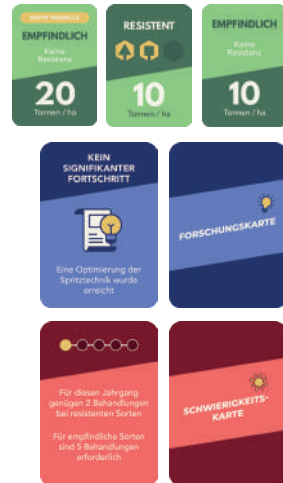 BESTE PARZELLE
EMPFINDLICH
Keine
Resistenz
20
Tonnen / ha
RESISTENT
10
Tonnen / ha
EMPFINDLICH
Keine
Resistenz
10
Tonnen / ha
KEIN
SIGNIFIKANTER
FORTSCHRITT
Eine Optimierung der
Spritztechnik wurde
erreicht
FORSCHUNGSKARTE
Für diesen Jahrgang
genügen 2 Behandlungen
bei resistenten Sorten
Für empfindliche Sorten
sind 5 Behandlungen
erforderlich
SCHWIERIGKEITS-
KARTE